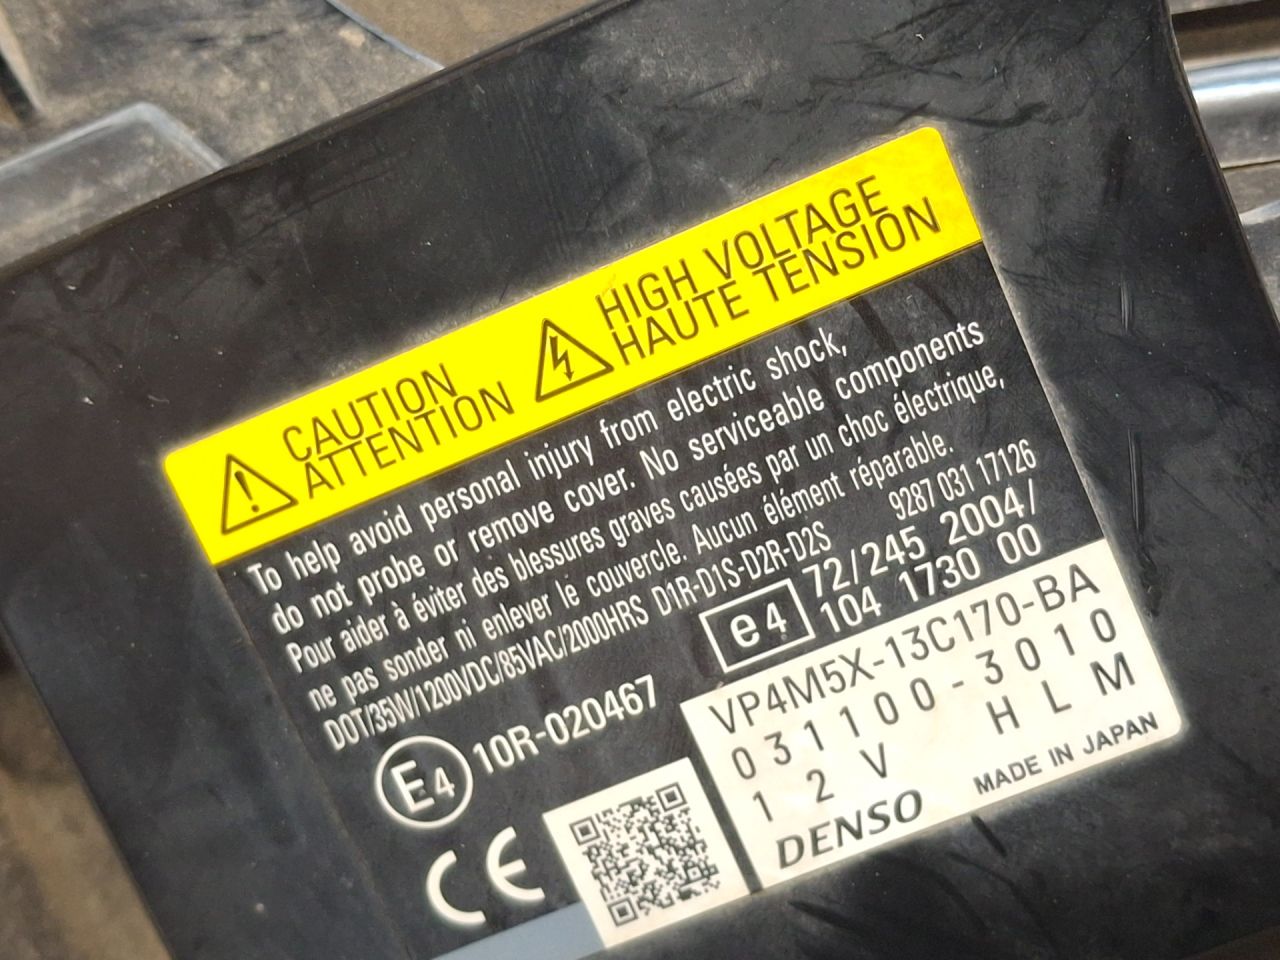 CAUTION
ATTENTION
HIGH VOLTAGE
HAUTE TENSION
To help avoid personal injury from electric shock,
do not probe or remove cover. No serviceable components
Pour aider à éviter des blessures graves causées par un choc électrique,
ne pas sonder ni enlever le couvercle. Aucun élément réparable.
DOT/35W/1200VDC/85VAC/2000HRS D1R-D1S-D2R-D2S 9287 031 17126
E4 10R-020467
e4 72/245 2004/
104 1730 00
CE
VP4M5X-13C170-BA
031100-3010
12V HLM
DENSO MADE IN JAPAN